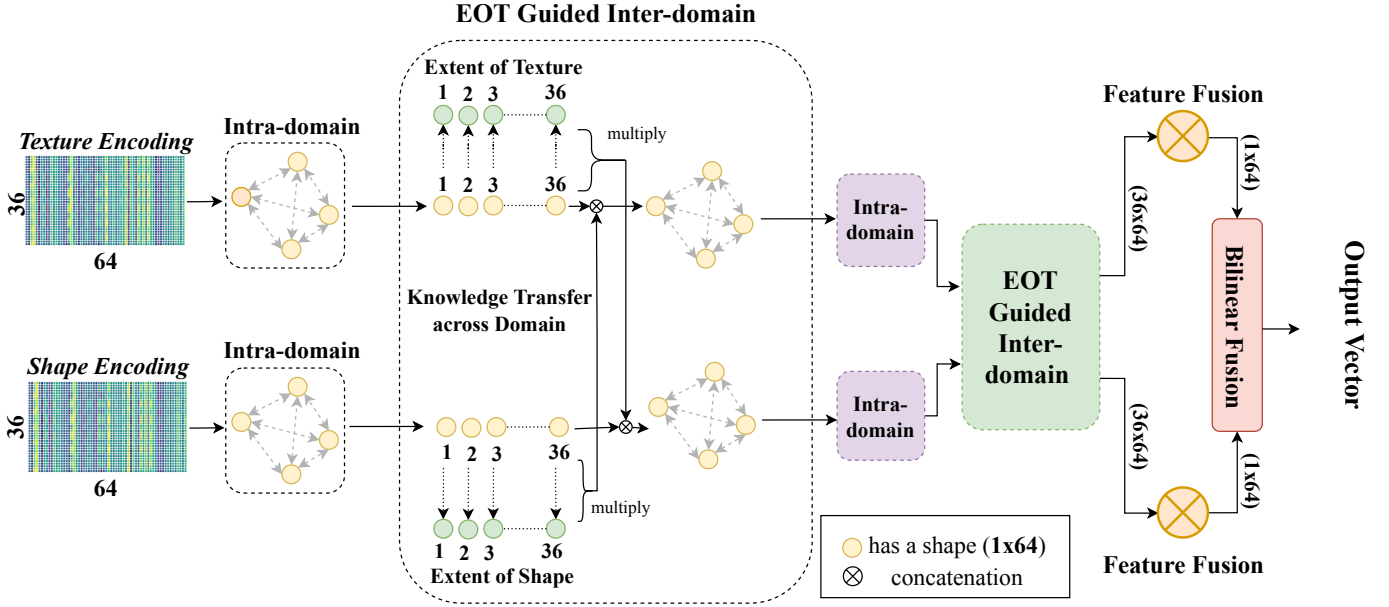 EOT Guided Inter-domain
Extent of Texture
1 2 3 36
multiply
Texture Encoding
36
64
Intra-domain
1 2 3 36
Knowledge Transfer
across Domain
Shape Encoding
36
64
Intra-domain
1 2 3 36
multiply
1 2 3 36
Extent of Shape
Intra-
domain
Intra-
domain
EOT
Guided
Inter-
domain
Feature Fusion
(36x64)
(1x64)
Bilinear Fusion
(36x64)
(1x64)
Feature Fusion
Output Vector
has a shape (1x64)
concatenation